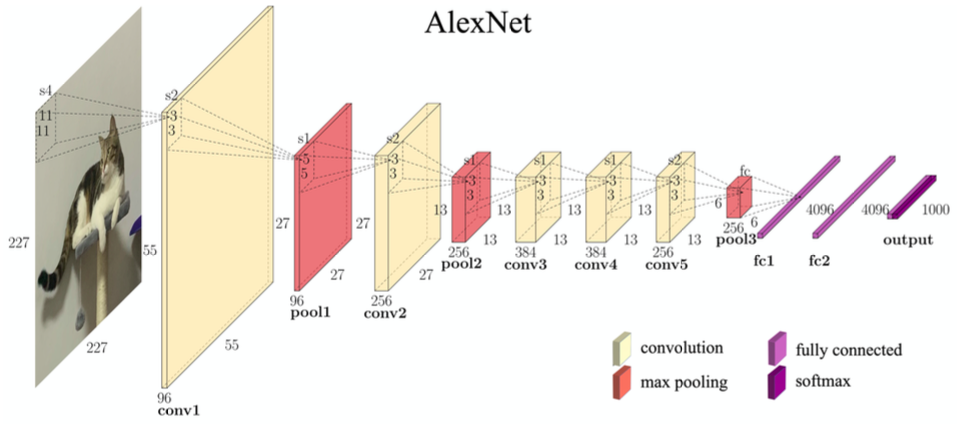 AlexNet
s4
11
11
227
227
s2
3
3
55
55
96
conv1
s1
5
5
27
27
96
pool1
s2
3
3
27
27
256
conv2
s1
3
3
13
13
256
pool2
s1
3
3
13
13
384
conv3
s1
3
3
13
13
384
conv4
s2
3
3
13
13
256
conv5
fc
6
6
256
pool3
4096
fc1
4096
fc2
1000
output
convolution
max pooling
fully connected
softmax